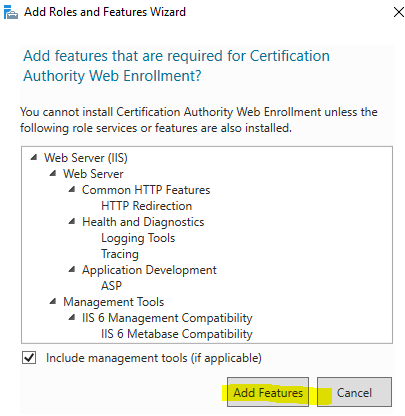 Add Roles and Features Wizard
Add features that are required for Certification
Authority Web Enrollment?
You cannot install Certification Authority Web Enrollment unless the
following role services or features are also installed.
Web Server (IIS)
Web Server
Common HTTP Features
HTTP Redirection
Health and Diagnostics
Logging Tools
Tracing
Application Development
ASP
Management Tools
IIS 6 Management Compatibility
IIS 6 Metabase Compatibility
Include management tools (if applicable)
Add Features Cancel